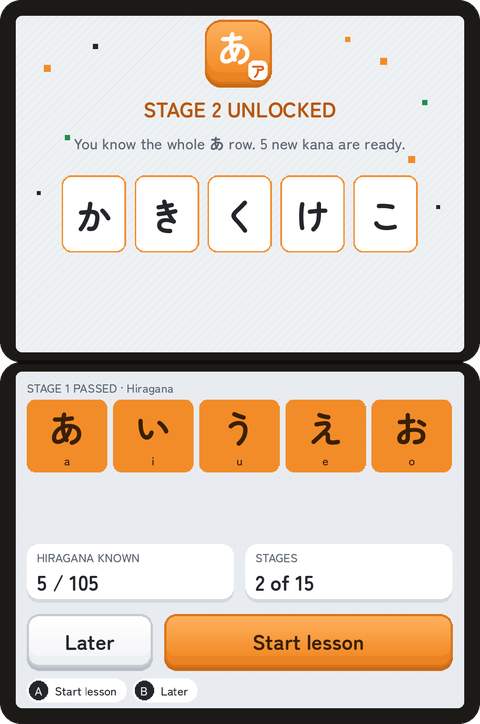 あ
ア
STAGE 2 UNLOCKED
You know the whole あ row. 5 new kana are ready.
か き く け こ
STAGE 1 PASSED · Hiragana
あ い う え お
a i u e o
HIRAGANA KNOWN
5 / 105
STAGES
2 of 15
Later
Start lesson
A Start lesson B Later